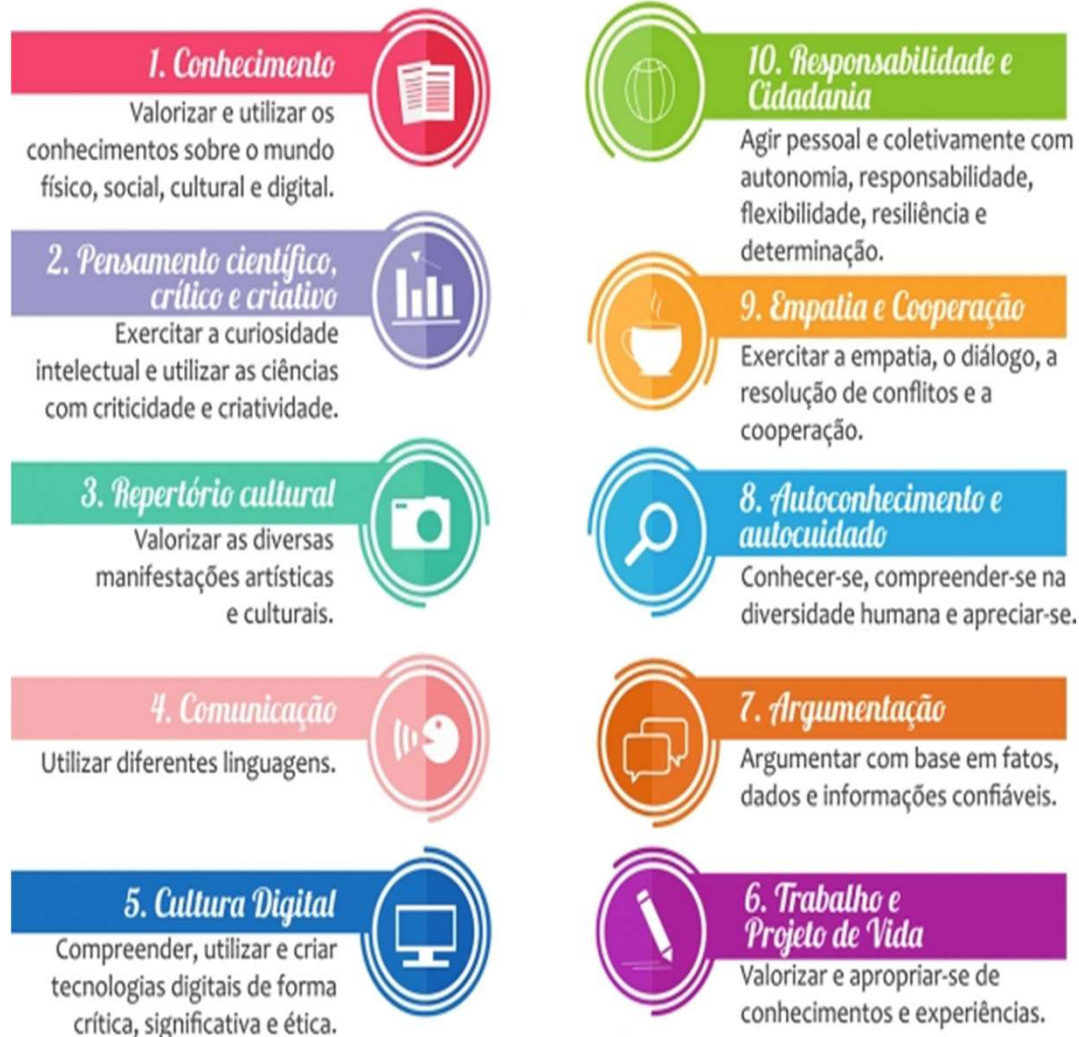 1. Conhecimento
Valorizar e utilizar os
conhecimentos sobre o mundo
físico, social, cultural e digital.
2. Pensamento científico,
crítico e criativo
Exercitar a curiosidade
intelectual e utilizar as ciências
com criticidade e criatividade.
3. Repertório cultural
Valorizar as diversas
manifestações artísticas
e culturais.
4. Comunicação
Utilizar diferentes linguagens.
5. Cultura Digital
Compreender, utilizar e criar
tecnologias digitais de forma
crítica, significativa e ética.
10. Responsabilidade e
Cidadania
Agir pessoal e coletivamente com
autonomia, responsabilidade,
flexibilidade, resiliência e
determinação.
9. Empatia e Cooperação
Exercitar a empatia, o diálogo, a
resolução de conflitos e a
cooperação.
8. Autoconhecimento e
autocuidado
Conhecer-se, compreender-se na
diversidade humana e apreciar-se.
7. Argumentação
Argumentar com base em fatos,
dados e informações confiáveis.
6. Trabalho e
Projeto de Vida
Valorizar e apropriar-se de
conhecimentos e experiências.